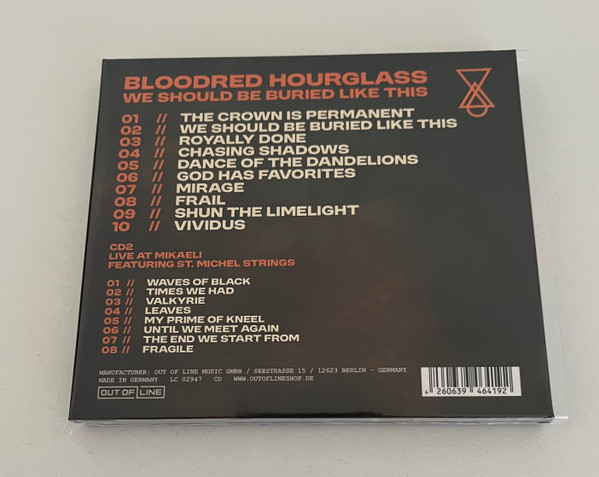 BLOODRED HOURGLASS
WE SHOULD BE BURIED LIKE THIS
01 // THE CROWN IS PERMANENT
02 // WE SHOULD BE BURIED LIKE THIS
03 // ROYALLY DONE
04 // CHASING SHADOWS
05 // DANCE OF THE DANDELIONS
06 // GOD HAS FAVORITES
07 // MIRAGE
08 // FRAIL
09 // SHUN THE LIMELIGHT
10 // VIVIDUS
CD2
LIVE AT MIKAELI
FEATURING ST. MICHEL STRINGS
01 // WAVES OF BLACK
02 // TIMES WE HAD
03 // VALKYRIE
04 // LEAVES
05 // MY PRIME OF KNEEL
06 // UNTIL WE MEET AGAIN
07 // THE END WE START FROM
08 // FRAGILE
MANUFACTURER: OUT OF LINE MUSIC GMBH / SEESTRASSE 15 / 12623 BERLIN - GERMANY
MADE IN GERMANY LC 02947 CD WWW.OUTOFLINESHOP.DE
OUT OF LINE
4 260639 464192